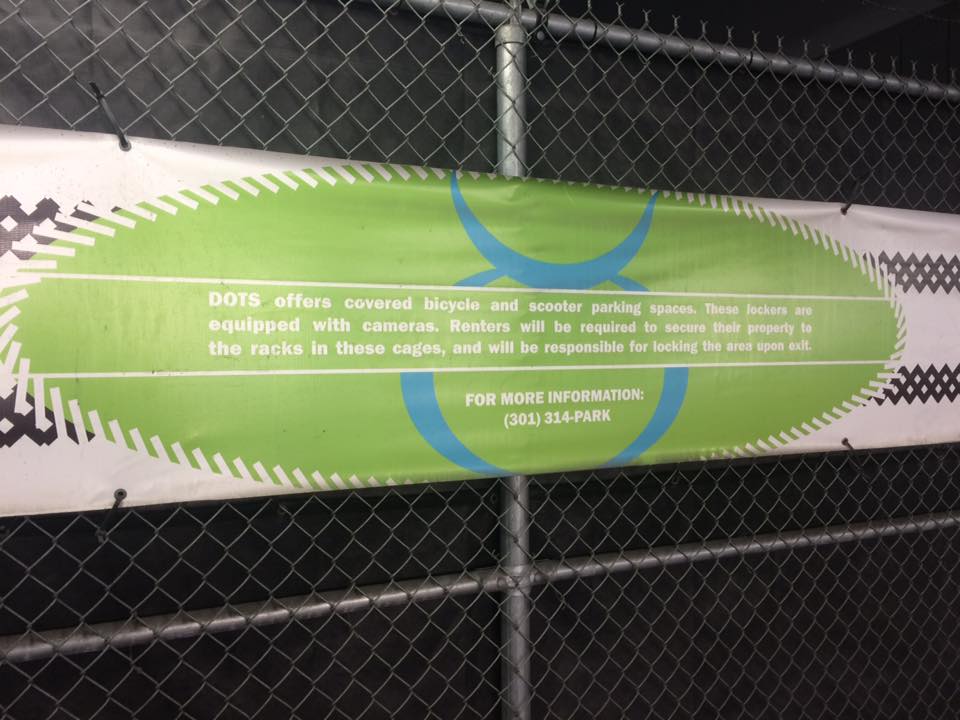 DOTS offers covered bicycle and scooter parking spaces. These lockers are
equipped with cameras. Renters will be required to secure their property to
the racks in these cages, and will be responsible for locking the area upon exit.
FOR MORE INFORMATION:
(301) 314-PARK